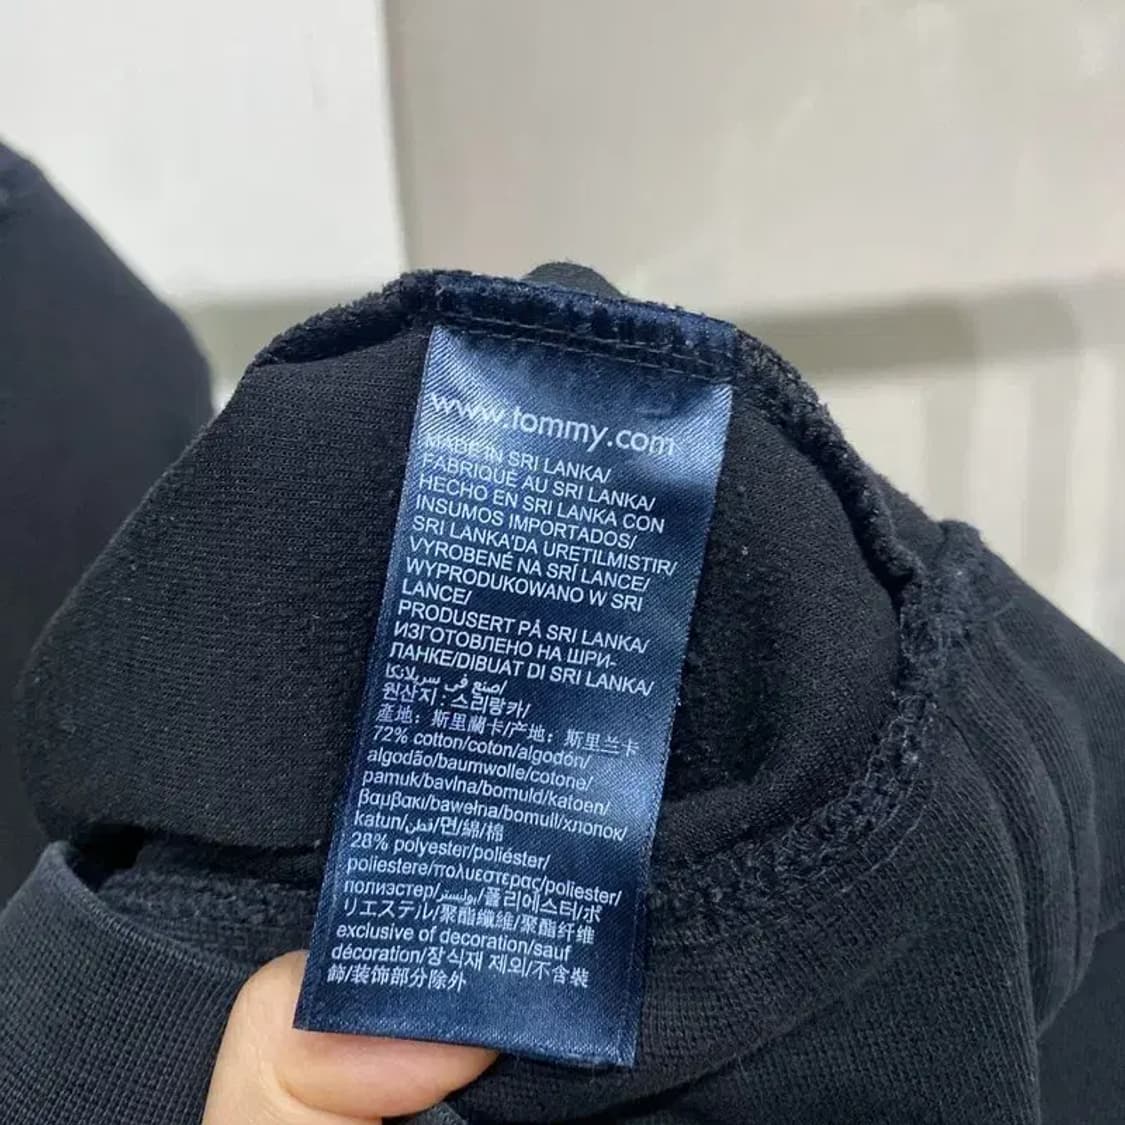 www.tommy.com
MADE IN SRI LANKA/
FABRIQUÉ AU SRI LANKA/
HECHO EN SRI LANKA CON
INSUMOS IMPORTADOS/
SRI LANKA'DA URETILMISTIR/
VYROBENÉ NA SRÍ LANCE/
WYPRODUKOWANO W SRI
LANCE/
PRODUSERT PÅ SRI LANKA/
ИЗГОТОВЛЕНО НА ШРИ-
ЛАНКЕ/DIBUAT DI SRI LANKA/
صنع في سريلانكا/
원산지 : 스리랑카/
產地：斯里蘭卡/产地：斯里兰卡
72% cotton/coton/algodón/
algodão/baumwolle/cotone/
pamuk/bavlna/bomuld/katoen/
βαμβακι/bawełna/bomull/хлопок/
katun/قطن/면/綿/棉
28% polyester/poliéster/
poliestere/πολυεστερας/poliester/
полиэстер/بوليستر/폴리에스터/ポ
リエステル/聚酯纖維/聚酯纤维
exclusive of decoration/sauf
décoration/장식재 제외/不含裝
飾/装饰部分除外